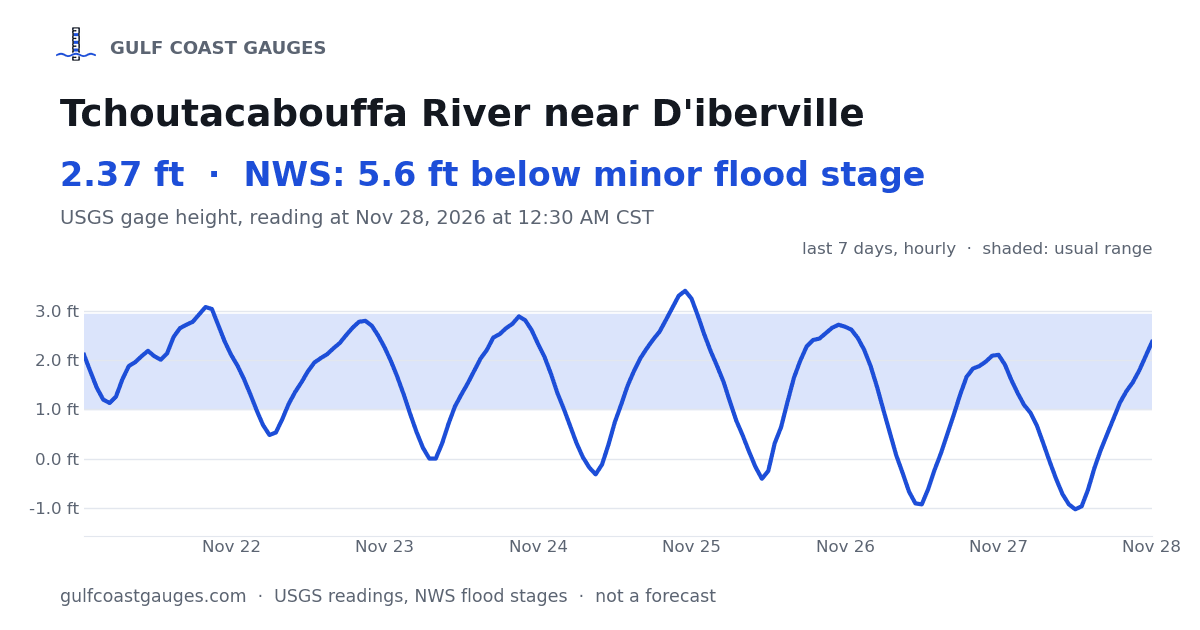 GULF COAST GAUGES
Tchoutacabouffa River near D'iberville
2.37 ft · NWS: 5.6 ft below minor flood stage
USGS gage height, reading at Nov 28, 2026 at 12:30 AM CST
last 7 days, hourly · shaded: usual range
3.0 ft
2.0 ft
1.0 ft
0.0 ft
-1.0 ft
Nov 22 Nov 23 Nov 24 Nov 25 Nov 26 Nov 27 Nov 28
gulfcoastgauges.com · USGS readings, NWS flood stages · not a forecast